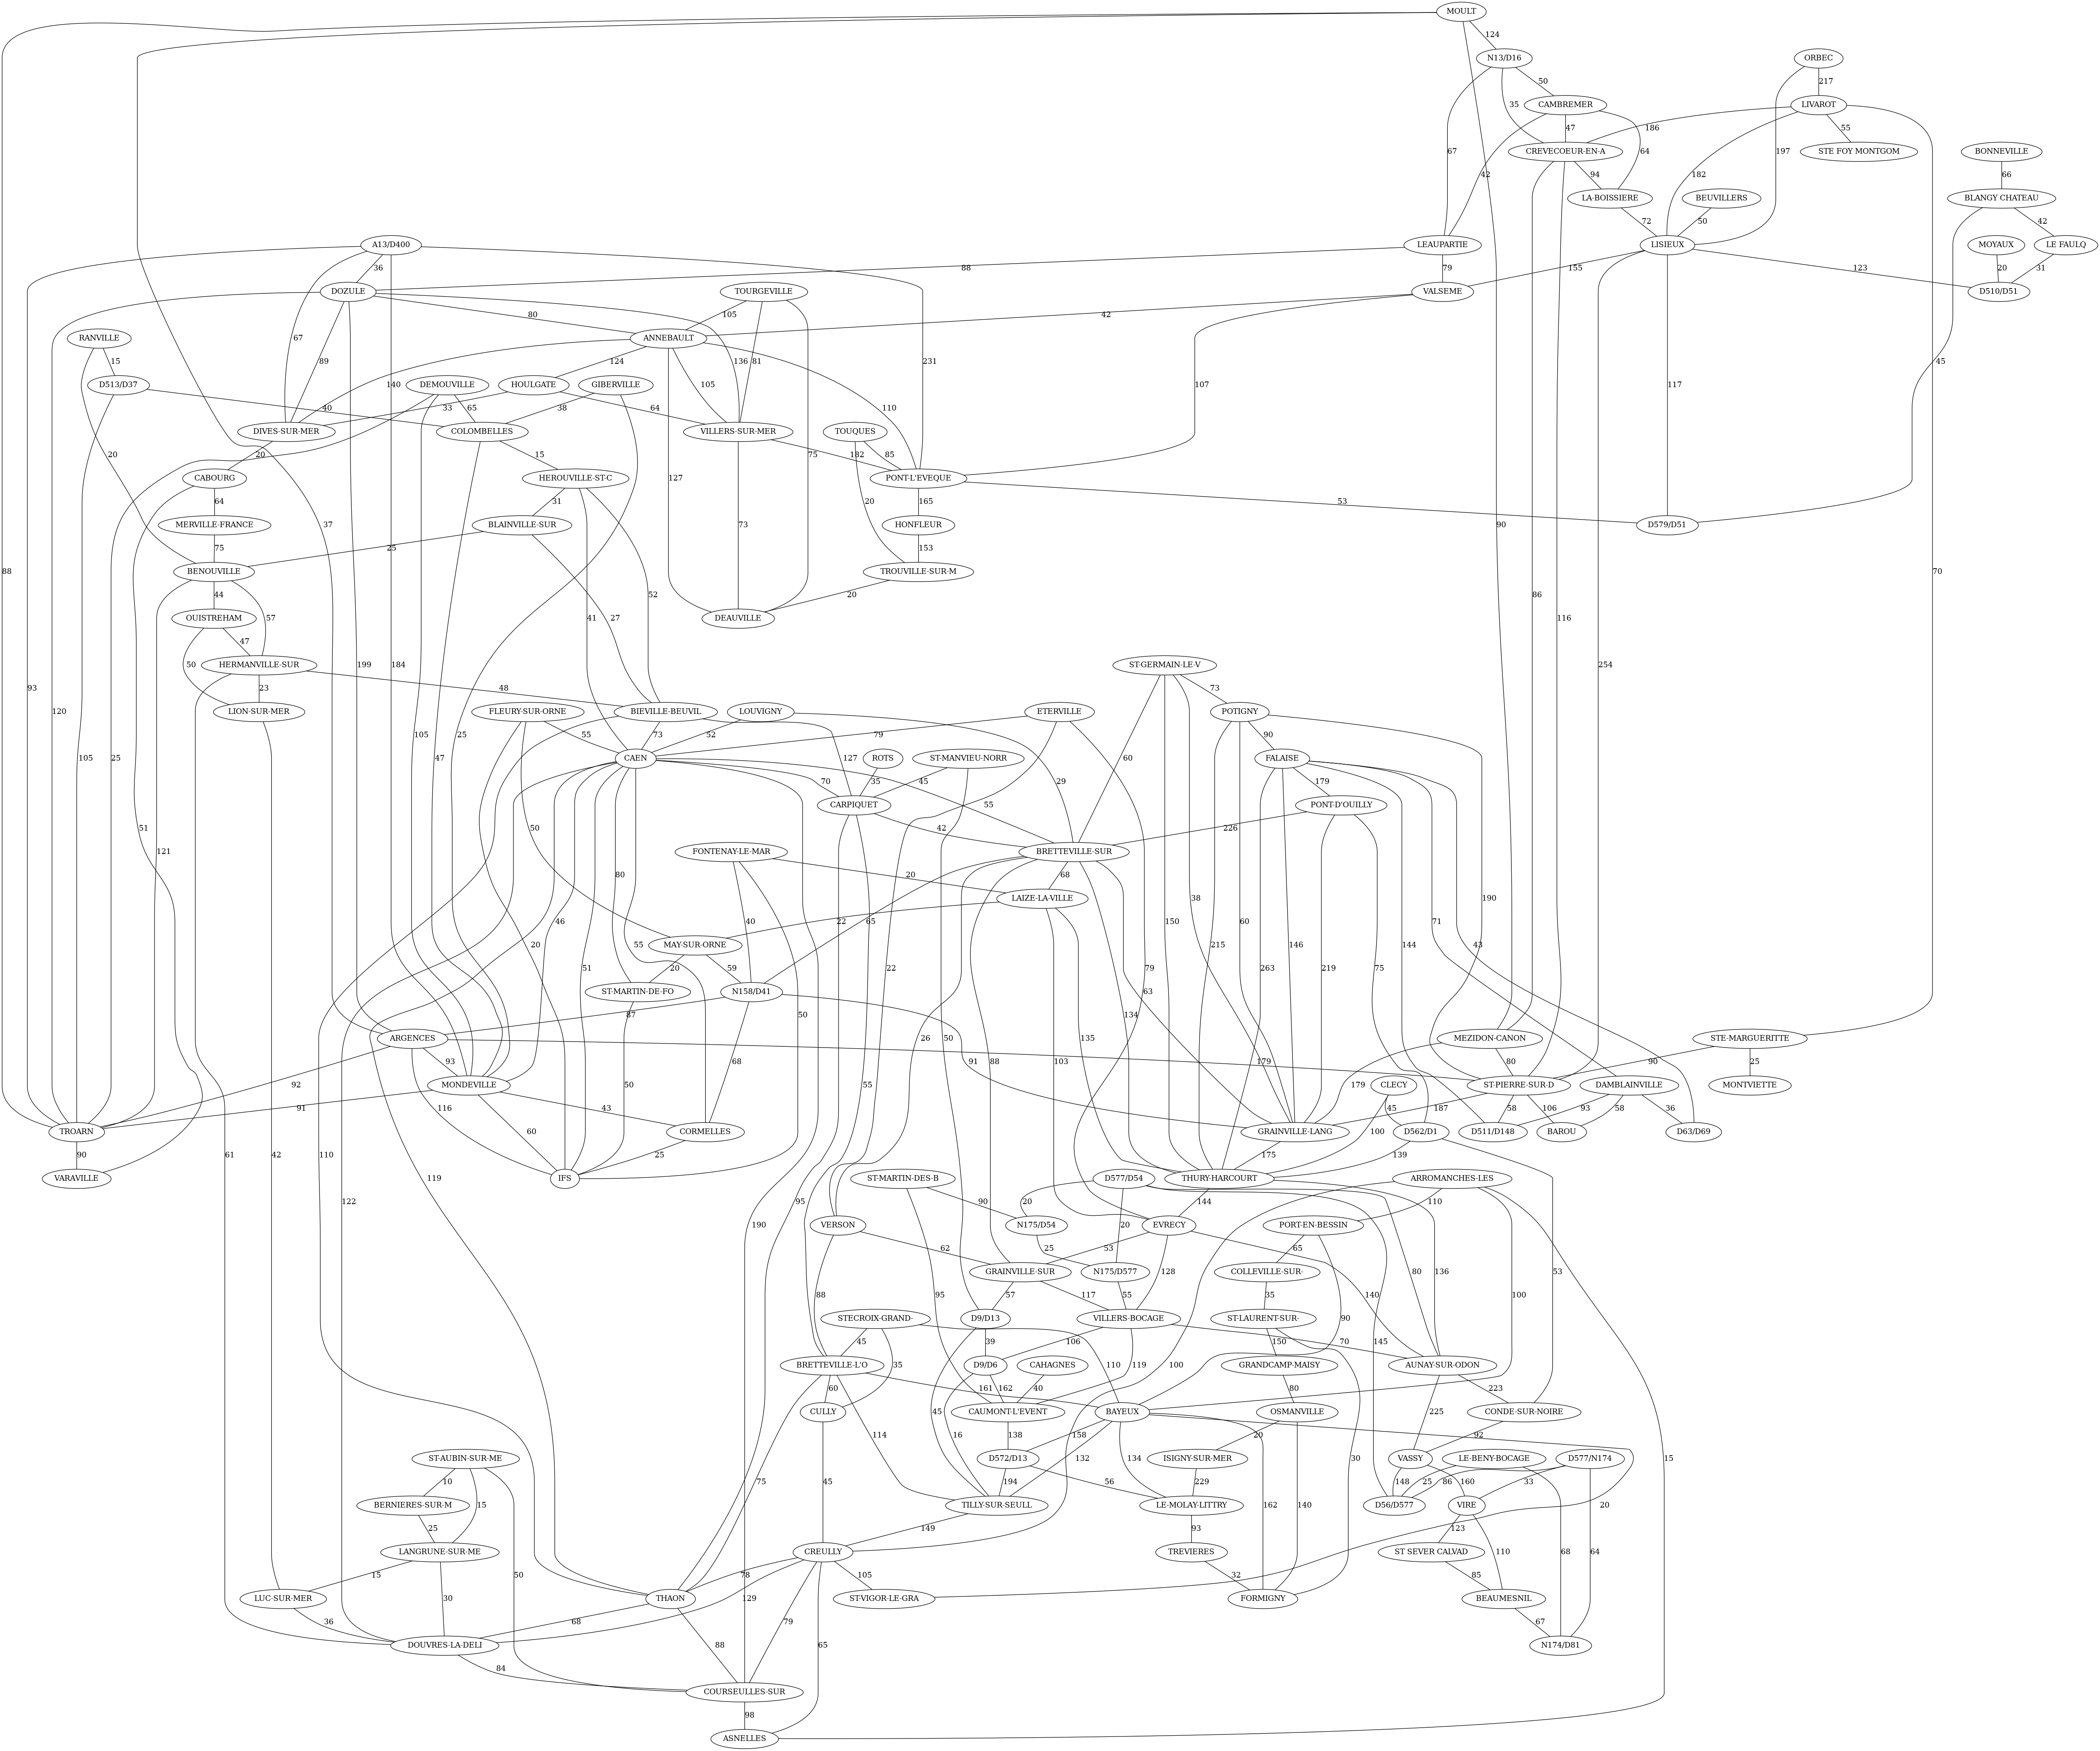 MOULT
124
N13/D16
ORBEC
50
217
CAMBREMER
LIVAROT
35
47
186
55
CREVECOEUR-EN-A
STE FOY MONTGOM
BONNEVILLE
67
42
64
197
94
182
66
LA-BOISSIERE
BEUVILLERS
BLANGY CHATEAU
72
50
42
A13/D400
LEAUPARTIE
LISIEUX
MOYAUX
LE FAULQ
36
88
79
155
123
20
31
DOZULE
TOURGEVILLE
VALSEME
D510/D51
80
105
42
RANVILLE
67
ANNEBAULT
15
89
136
81
231
45
140
124
105
107
117
D513/D37
DEMOUVILLE
HOULGATE
GIBERVILLE
40
65
33
38
64
110
DIVES-SUR-MER
COLOMBELLES
VILLERS-SUR-MER
TOUQUES
20
20
15
182
85
75
CABOURG
HEROUVILLE-ST-C
PONT-L'EVEQUE
127
64
31
20
165
53
MERVILLE-FRANCE
37
BLAINVILLE-SUR
73
HONFLEUR
90
D579/D51
75
25
153
BENOUVILLE
TROUVILLE-SUR-M
88
70
44
20
86
OUISTREHAM
57
52
41
27
DEAUVILLE
116
47
50
HERMANVILLE-SUR
199
184
ST-GERMAIN-LE-V
254
93
23
48
73
LION-SUR-MER
FLEURY-SUR-ORNE
BIEVILLE-BEUVIL
LOUVIGNY
ETERVILLE
POTIGNY
120
105
25
105
47
25
55
73
52
79
90
127
60
CAEN
ROTS
ST-MANVIEU-NORR
FALAISE
70
35
45
29
179
CARPIQUET
55
PONT-D'OUILLY
51
42
226
121
50
FONTENAY-LE-MAR
BRETTEVILLE-SUR
20
68
80
LAIZE-LA-VILLE
38
190
46
40
22
65
150
215
60
146
144
71
43
20
55
MAY-SUR-ORNE
51
20
59
263
219
75
ST-MARTIN-DE-FO
N158/D41
22
79
63
87
50
26
50
134
ARGENCES
135
MEZIDON-CANON
STE-MARGUERITTE
93
91
179
88
103
80
90
25
92
116
50
68
179
MONDEVILLE
CLECY
ST-PIERRE-SUR-D
DAMBLAINVILLE
MONTVIETTE
91
43
55
45
187
58
106
93
58
36
60
TROARN
CORMELLES
GRAINVILLE-LANG
D562/D1
D511/D148
BAROU
D63/D69
90
61
42
25
100
175
139
VARAVILLE
119
IFS
ST-MARTIN-DES-B
D577/D54
THURY-HARCOURT
ARROMANCHES-LES
110
122
95
90
20
144
110
190
VERSON
N175/D54
20
EVRECY
PORT-EN-BESSIN
62
25
53
65
80
136
GRAINVILLE-SUR
N175/D577
COLLEVILLE-SUR-
53
88
95
57
117
55
128
140
35
100
STECROIX-GRAND-
D9/D13
VILLERS-BOCAGE
ST-LAURENT-SUR-
90
45
39
106
70
145
150
35
110
119
100
BRETTEVILLE-L'O
D9/D6
CAHAGNES
GRANDCAMP-MAISY
AUNAY-SUR-ODON
60
161
162
40
80
223
45
CULLY
CAUMONT-L'EVENT
BAYEUX
OSMANVILLE
CONDE-SUR-NOIRE
114
16
138
158
225
92
20
ST-AUBIN-SUR-ME
D572/D13
ISIGNY-SUR-MER
VASSY
LE-BENY-BOCAGE
D577/N174
15
10
75
132
134
30
194
56
229
148
25
86
160
33
BERNIERES-SUR-M
45
TILLY-SUR-SEULL
LE-MOLAY-LITTRY
162
140
D56/D577
VIRE
20
25
15
149
93
123
LANGRUNE-SUR-ME
CREULLY
TREVIERES
ST SEVER CALVAD
110
68
64
15
50
78
105
32
85
LUC-SUR-MER
30
THAON
129
ST-VIGOR-LE-GRA
FORMIGNY
BEAUMESNIL
36
68
79
67
DOUVRES-LA-DELI
88
65
N174/D81
84
COURSEULLES-SUR
98
ASNELLES